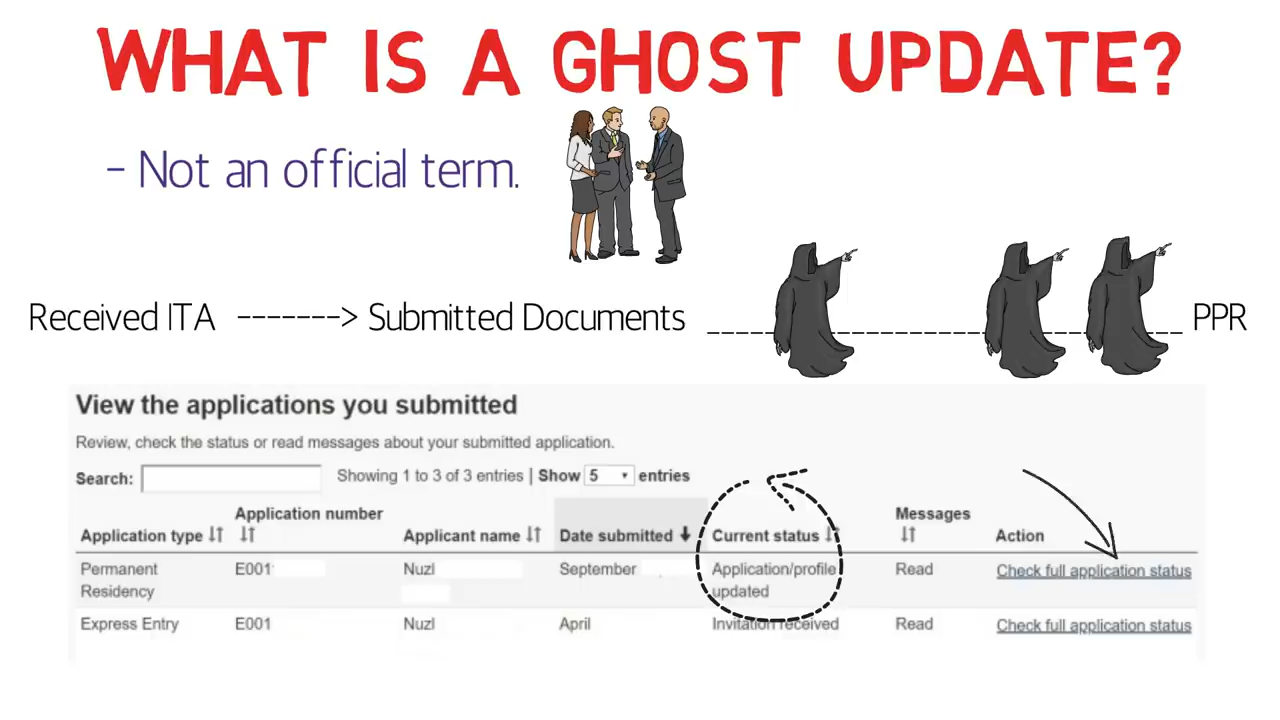 WHAT IS A GHOST UPDATE?
- Not an official term.
Received ITA -------> Submitted Documents PPR
View the applications you submitted
Review, check the status or read messages about your submitted application.
Search: Showing 1 to 3 of 3 entries | Show 5 entries
Application type Application number Applicant name Date submitted Current status Messages Action
Permanent Residency E001 Nuzl September Application/profile updated Read Check full application status
Express Entry E001 Nuzl April Invitation received Read Check full application status